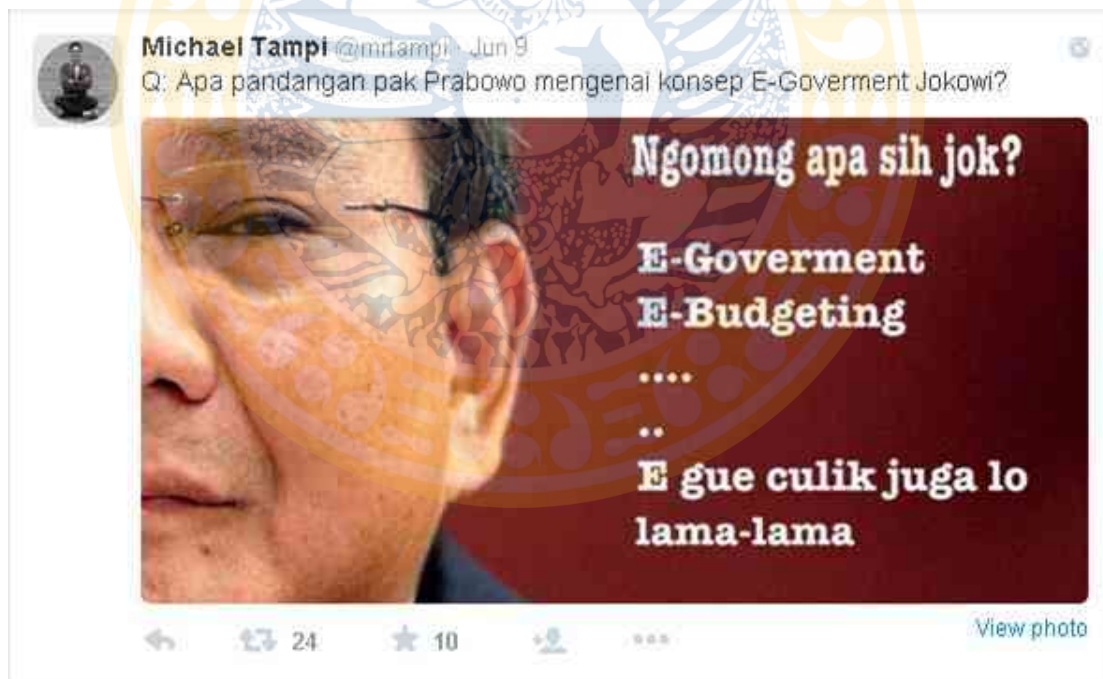 Michael Tampi @mrtampi · Jun 9
Q: Apa pandangan pak Prabowo mengenai konsep E-Goverment Jokowi?
Ngomong apa sih jok?
E-Goverment
E-Budgeting
....
..
E gue culik juga lo
lama-lama
24 10
View photo